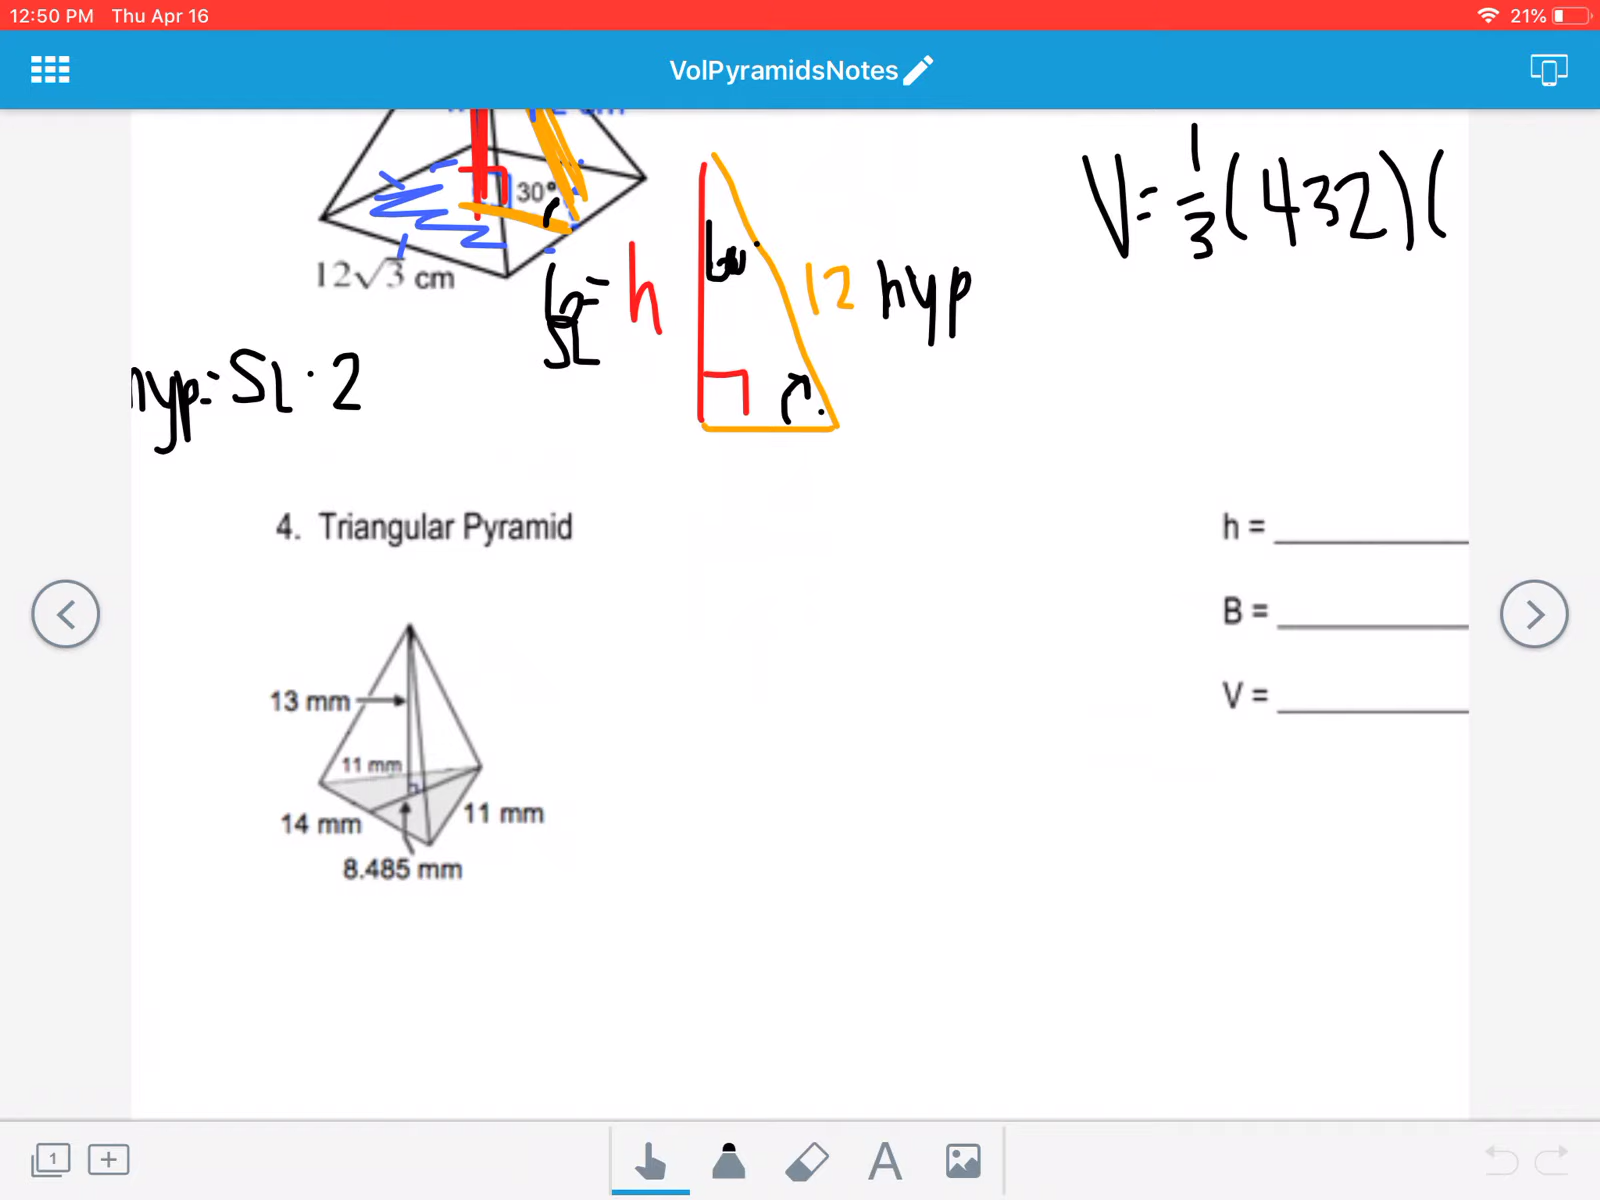 12:50 PM Thu Apr 16
21%
VolPyramidsNotes
30°
12√3 cm
V = 1/3 (432)(
h
12 hyp
SL
hyp = SL · 2
4. Triangular Pyramid
h =
B =
V =
13 mm
11 mm
14 mm
11 mm
8.485 mm
1
A